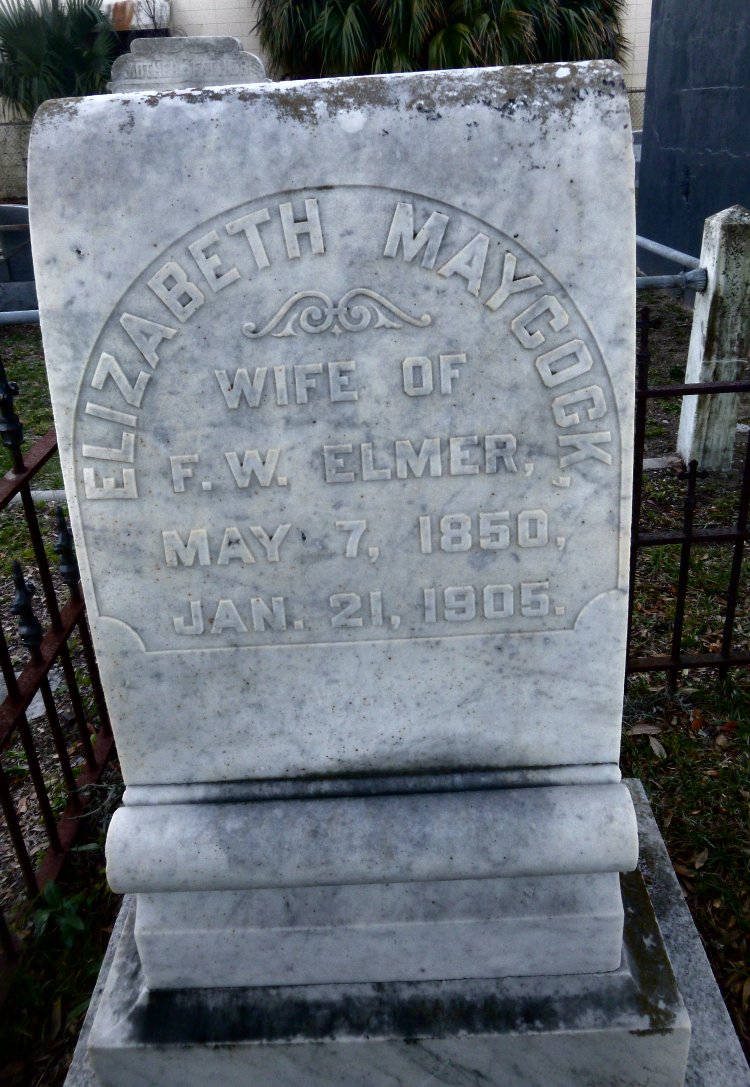 ELIZABETH MAYCOCK,
WIFE OF
F. W. ELMER,
MAY 7, 1850,
JAN. 21, 1905.